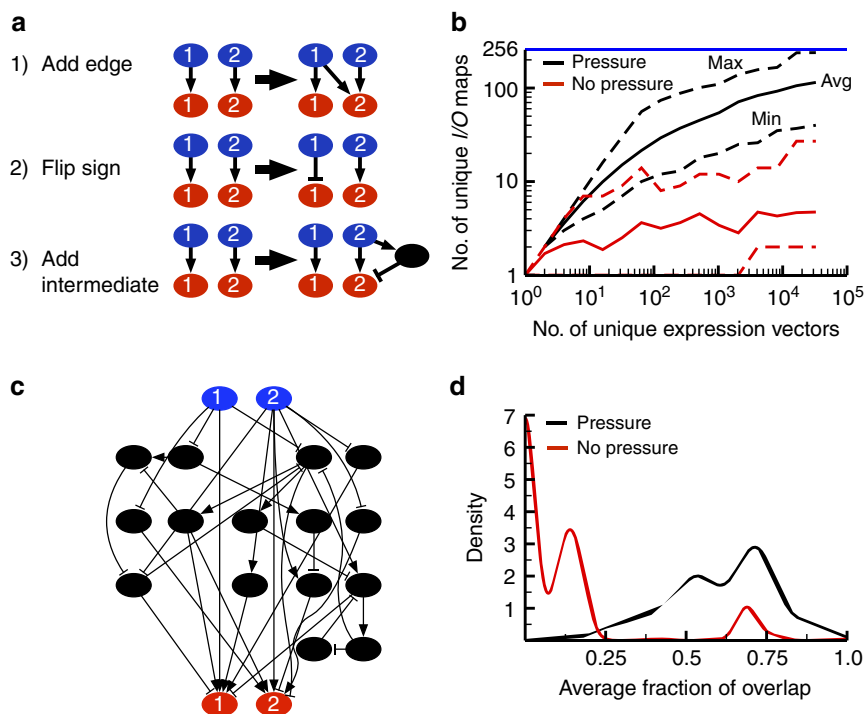 a
1) Add edge
1 2 1 2
1 2 1 2
2) Flip sign
1 2 1 2
1 2 1 2
3) Add
intermediate
1 2 1 2
1 2 1 2
b
No. of unique I/O maps
256
100
10
1
Pressure
No pressure
Max
Avg
Min
10^0 10^1 10^2 10^3 10^4 10^5
No. of unique expression vectors
c
1 2
1 2
d
Density
7
6
5
4
3
2
1
Pressure
No pressure
0.25 0.5 0.75 1.0
Average fraction of overlap